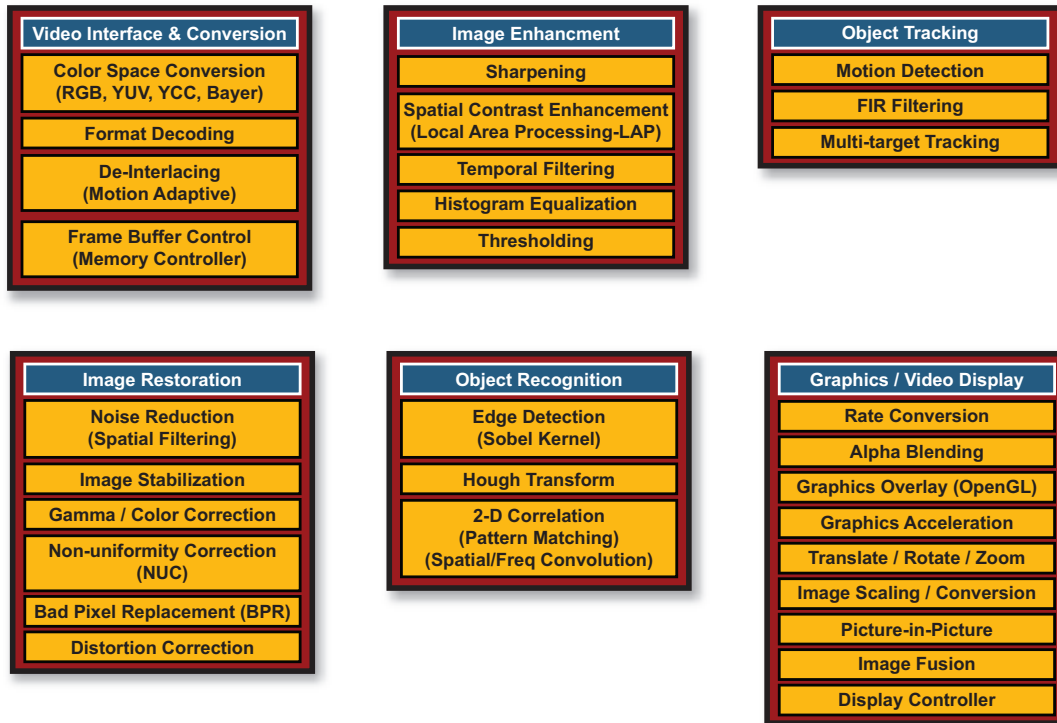 Video Interface & Conversion
Color Space Conversion
(RGB, YUV, YCC, Bayer)
Format Decoding
De-Interlacing
(Motion Adaptive)
Frame Buffer Control
(Memory Controller)
Image Enhancment
Sharpening
Spatial Contrast Enhancement
(Local Area Processing-LAP)
Temporal Filtering
Histogram Equalization
Thresholding
Object Tracking
Motion Detection
FIR Filtering
Multi-target Tracking
Image Restoration
Noise Reduction
(Spatial Filtering)
Image Stabilization
Gamma / Color Correction
Non-uniformity Correction
(NUC)
Bad Pixel Replacement (BPR)
Distortion Correction
Object Recognition
Edge Detection
(Sobel Kernel)
Hough Transform
2-D Correlation
(Pattern Matching)
(Spatial/Freq Convolution)
Graphics / Video Display
Rate Conversion
Alpha Blending
Graphics Overlay (OpenGL)
Graphics Acceleration
Translate / Rotate / Zoom
Image Scaling / Conversion
Picture-in-Picture
Image Fusion
Display Controller